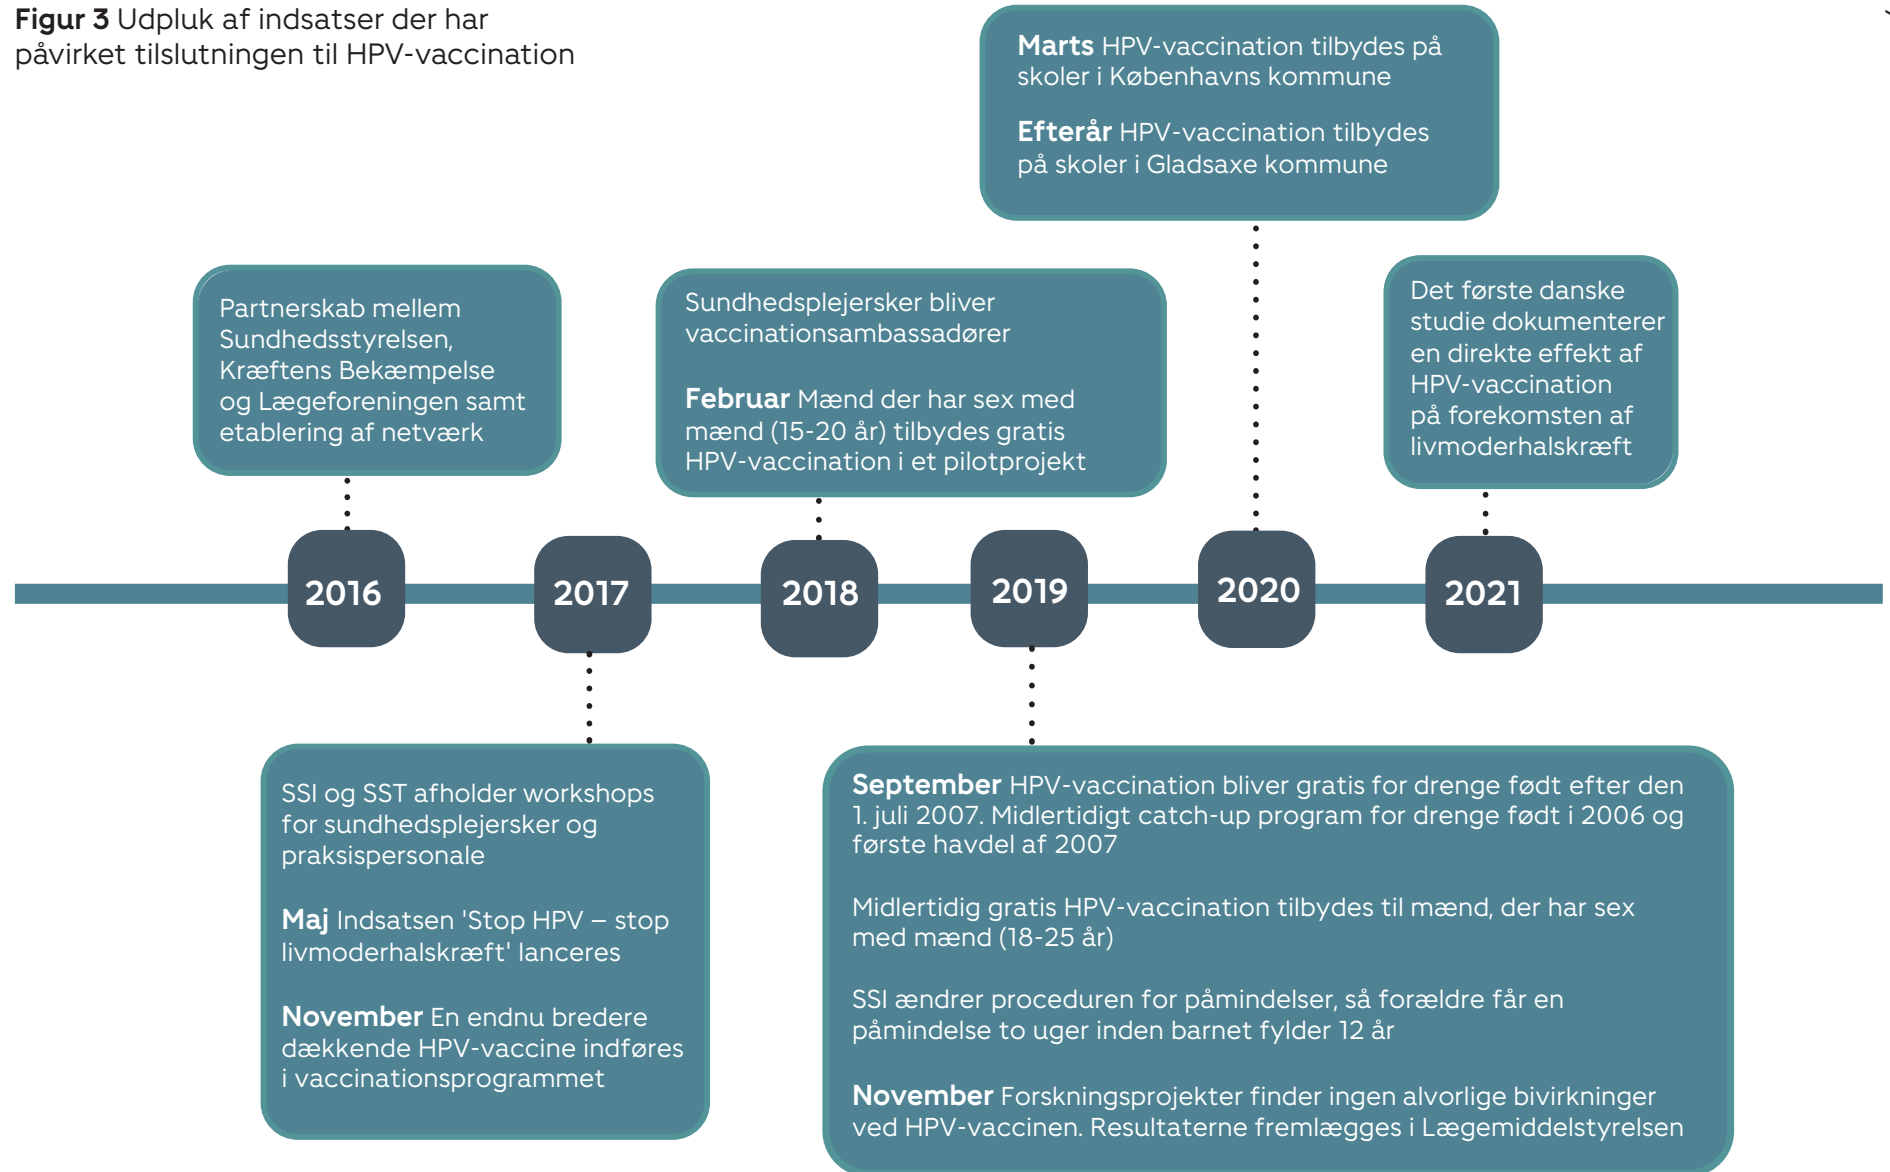 Figur 3 Udpluk af indsatser der har
påvirket tilslutningen til HPV-vaccination
Marts HPV-vaccination tilbydes på
skoler i Københavns kommune
Efterår HPV-vaccination tilbydes
på skoler i Gladsaxe kommune
Partnerskab mellem
Sundhedsstyrelsen,
Kræftens Bekæmpelse
og Lægeforeningen samt
etablering af netværk
Sundhedsplejersker bliver
vaccinationsambassadører
Februar Mænd der har sex med
mænd (15-20 år) tilbydes gratis
HPV-vaccination i et pilotprojekt
Det første danske
studie dokumenterer
en direkte effekt af
HPV-vaccination
på forekomsten af
livmoderhalskræft
2016
2017
2018
2019
2020
2021
SSI og SST afholder workshops
for sundhedsplejersker og
praksispersonale
Maj Indsatsen 'Stop HPV – stop
livmoderhalskræft' lanceres
November En endnu bredere
dækkende HPV-vaccine indføres
i vaccinationsprogrammet
September HPV-vaccination bliver gratis for drenge født efter den
1. juli 2007. Midlertidigt catch-up program for drenge født i 2006 og
første havdel af 2007
Midlertidig gratis HPV-vaccination tilbydes til mænd, der har sex
med mænd (18-25 år)
SSI ændrer proceduren for påmindelser, så forældre får en
påmindelse to uger inden barnet fylder 12 år
November Forskningsprojekter finder ingen alvorlige bivirkninger
ved HPV-vaccinen. Resultaterne fremlægges i Lægemiddelstyrelsen